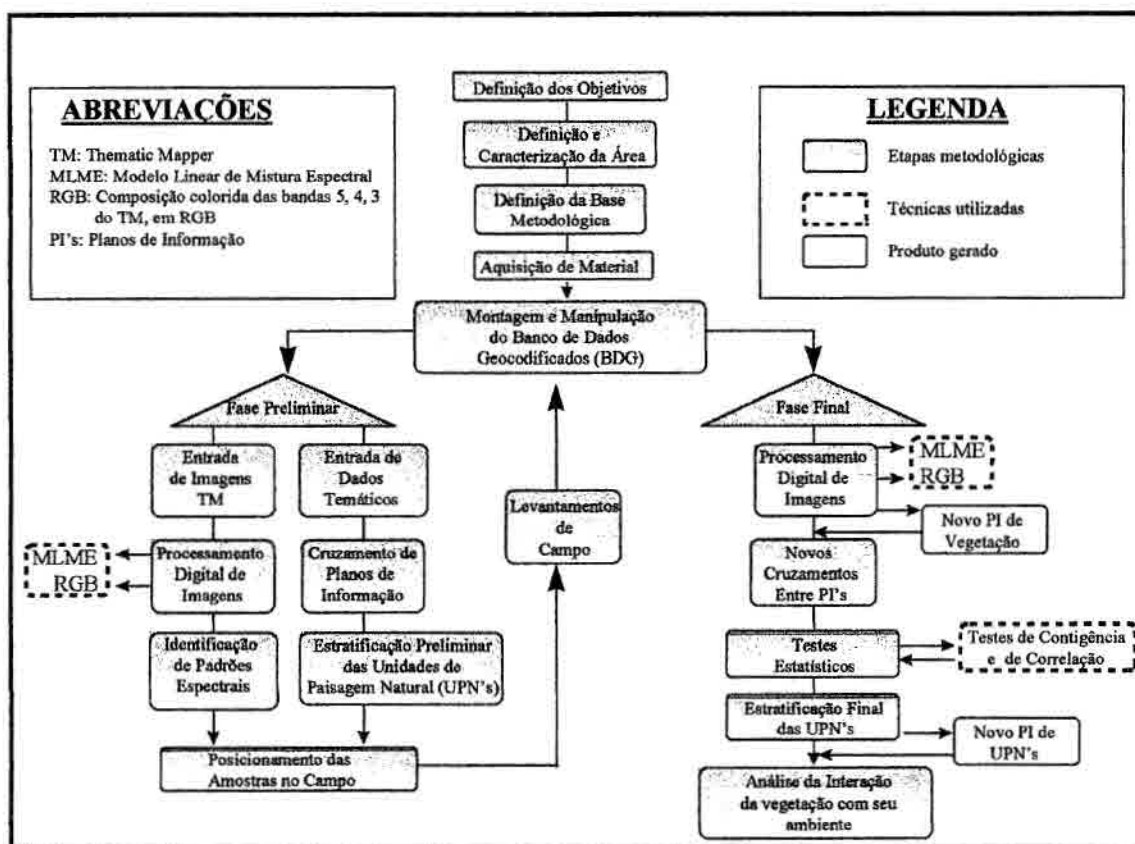 ABREVIAÇÕES
TM: Thematic Mapper
MLME: Modelo Linear de Mistura Espectral
RGB: Composição colorida das bandas 5, 4, 3
do TM, em RGB
PI's: Planos de Informação
Definição dos Objetivos
Definição e
Caracterização da Área
Definição da Base
Metodológica
Aquisição de Material
Montagem e Manipulação
do Banco de Dados
Geocodificados (BDG)
LEGENDA
Etapas metodológicas
Técnicas utilizadas
Produto gerado
Fase Preliminar
Entrada
de Imagens
TM
Entrada de
Dados
Temáticos
MLME
RGB
Processamento
Digital de
Imagens
Cruzamento de
Planos de
Informação
Identificação
de Padrões
Espectrais
Estratificação Preliminar
das Unidades de
Paisagem Natural (UPN's)
Posicionamento das
Amostras no Campo
Levantamentos
de
Campo
Fase Final
Processamento
Digital de
Imagens
MLME
RGB
Novo PI de
Vegetação
Novos
Cruzamentos
Entre PI's
Testes
Estatísticos
Testes de Contigência
e de Correlação
Estratificação Final
das UPN's
Novo PI de
UPN's
Análise da Interação
da vegetação com seu
ambiente